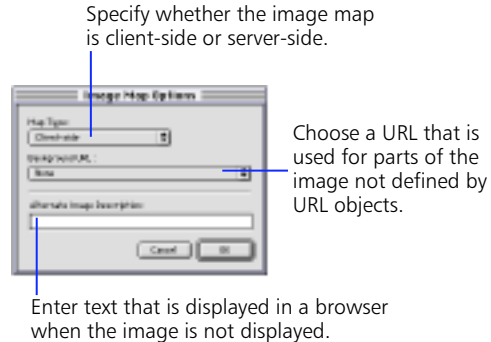 Specify whether the image map
is client-side or server-side.
Image Map Options
Map Type:
Client-side
Background URL:
None
Choose a URL that is
used for parts of the
image not defined by
URL objects.
Alternate Image Description:
Cancel OK
Enter text that is displayed in a browser
when the image is not displayed.